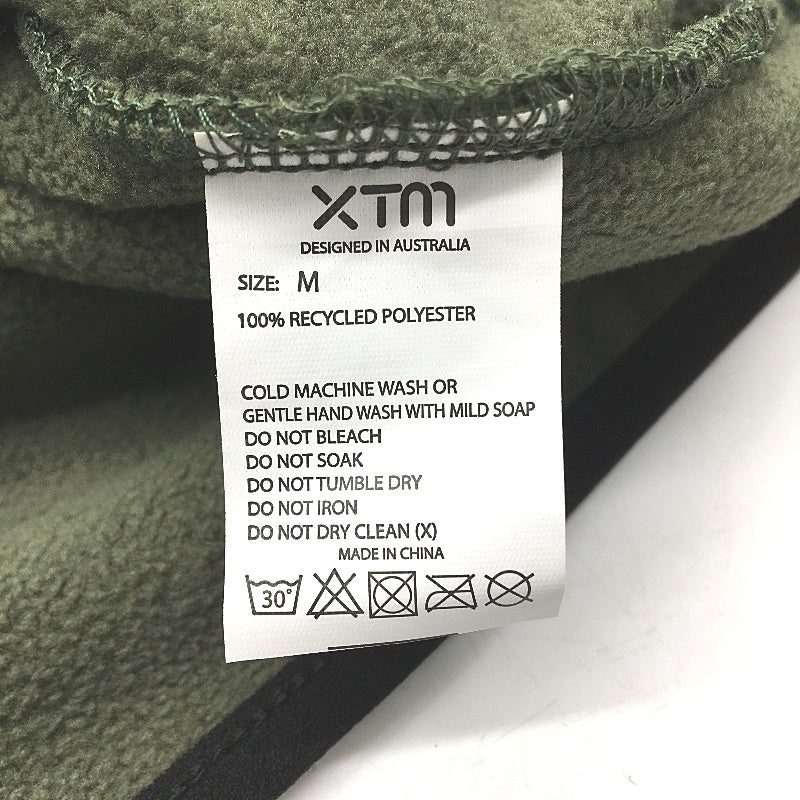 XTM
DESIGNED IN AUSTRALIA
SIZE: M
100% RECYCLED POLYESTER
COLD MACHINE WASH OR
GENTLE HAND WASH WITH MILD SOAP
DO NOT BLEACH
DO NOT SOAK
DO NOT TUMBLE DRY
DO NOT IRON
DO NOT DRY CLEAN (X)
MADE IN CHINA
30°